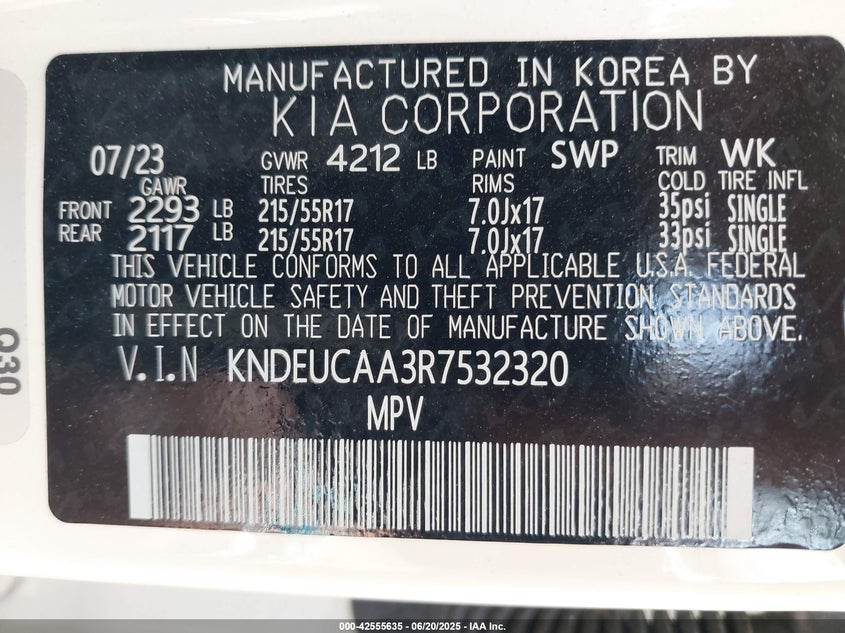 MANUFACTURED IN KOREA BY
KIA CORPORATION
07/23 GVWR 4212 LB PAINT SWP TRIM WK
GAWR TIRES RIMS COLD TIRE INFL
FRONT 2293 LB 215/55R17 7.0Jx17 35psi SINGLE
REAR 2117 LB 215/55R17 7.0Jx17 33psi SINGLE
THIS VEHICLE CONFORMS TO ALL APPLICABLE U.S.A. FEDERAL
MOTOR VEHICLE SAFETY AND THEFT PREVENTION STANDARDS
IN EFFECT ON THE DATE OF MANUFACTURE SHOWN ABOVE.
V.I.N KNDEUCAA3R7532320
MPV
Q30
000-42555635 - 06/20/2025 - IAA Inc.